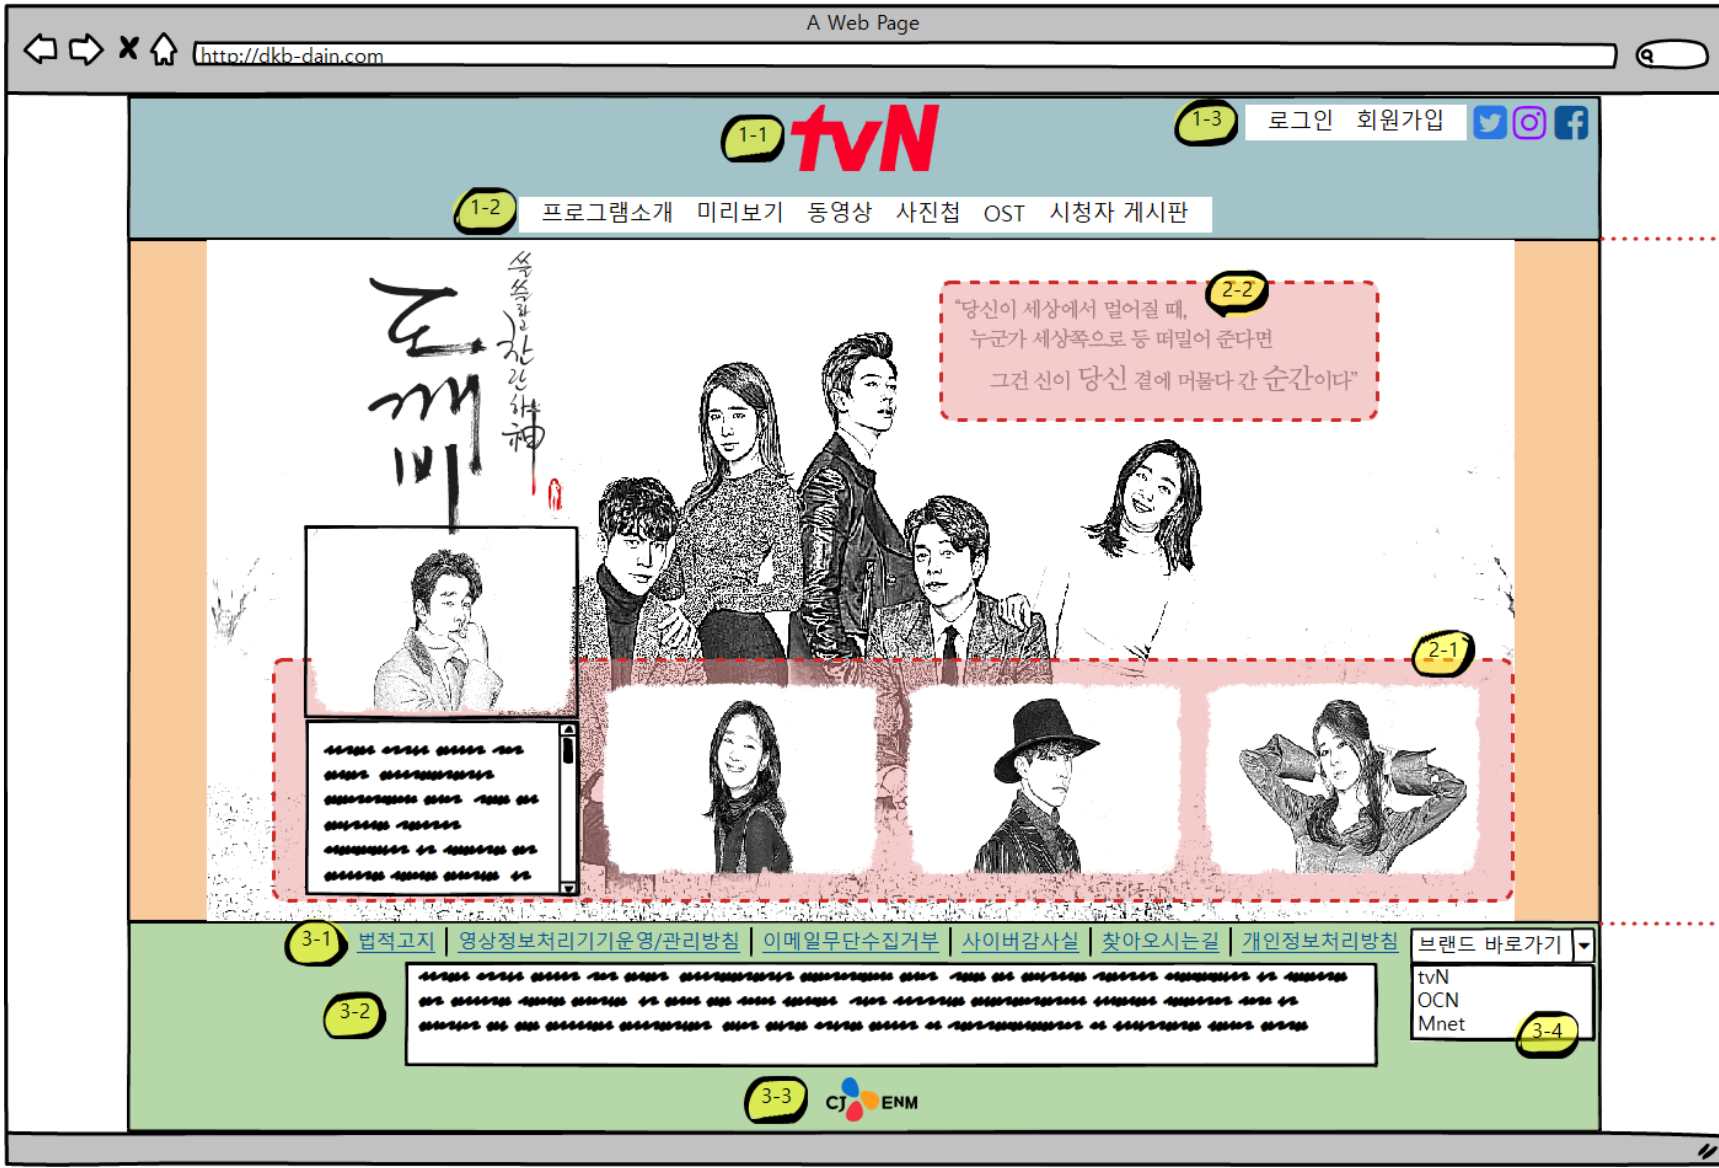 A Web Page
http://dkb-dain.com
1-1
tvN
1-3
로그인 회원가입
1-2
프로그램소개 미리보기 동영상 사진첩 OST 시청자 게시판
쓸쓸하고 찬란하神
도깨비
2-2
“당신이 세상에서 멀어질 때,
누군가 세상쪽으로 등 떠밀어 준다면
그건 신이 당신 곁에 머물다 간 순간이다”
2-1
3-1
법적고지 | 영상정보처리기기운영/관리방침 | 이메일무단수집거부 | 사이버감사실 | 찾아오시는길 | 개인정보처리방침
브랜드 바로가기
tvN
OCN
Mnet
3-2
3-4
3-3
CJ ENM